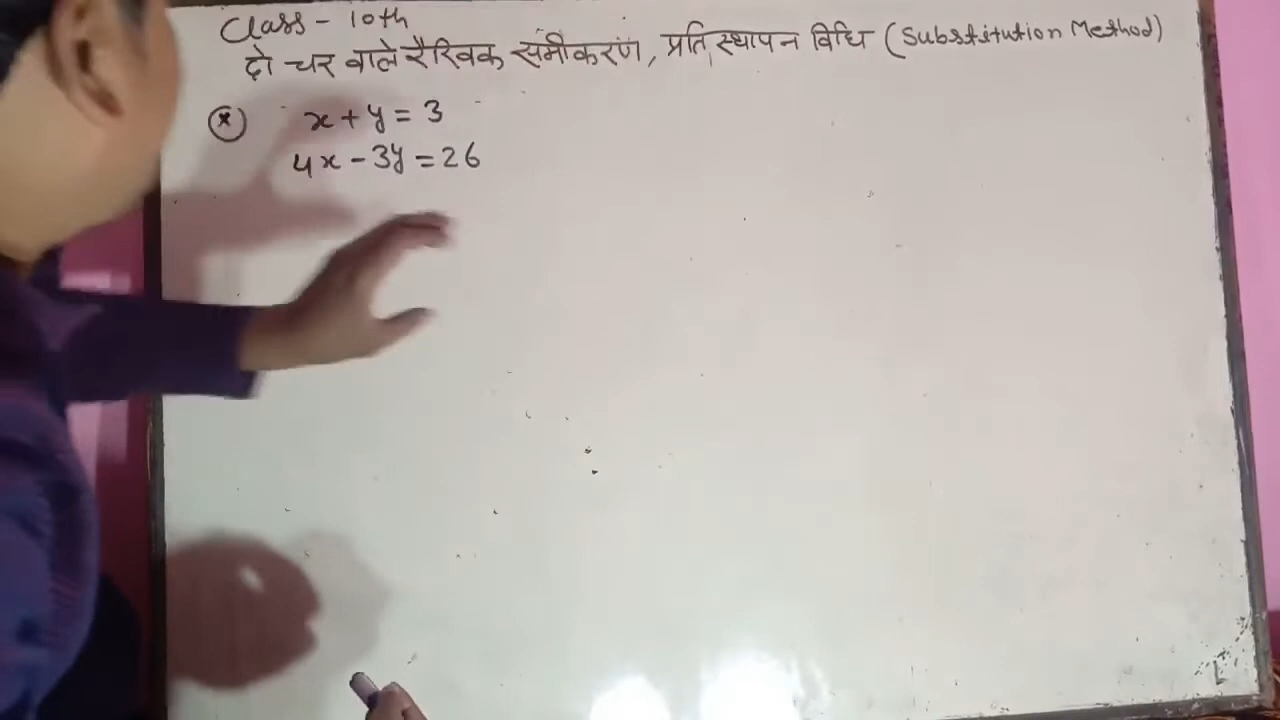 Class - 10th
दो चर वाले रैखिक समीकरण, प्रतिस्थापन विधि (Substitution Method)
* x + y = 3
4x - 3y = 26